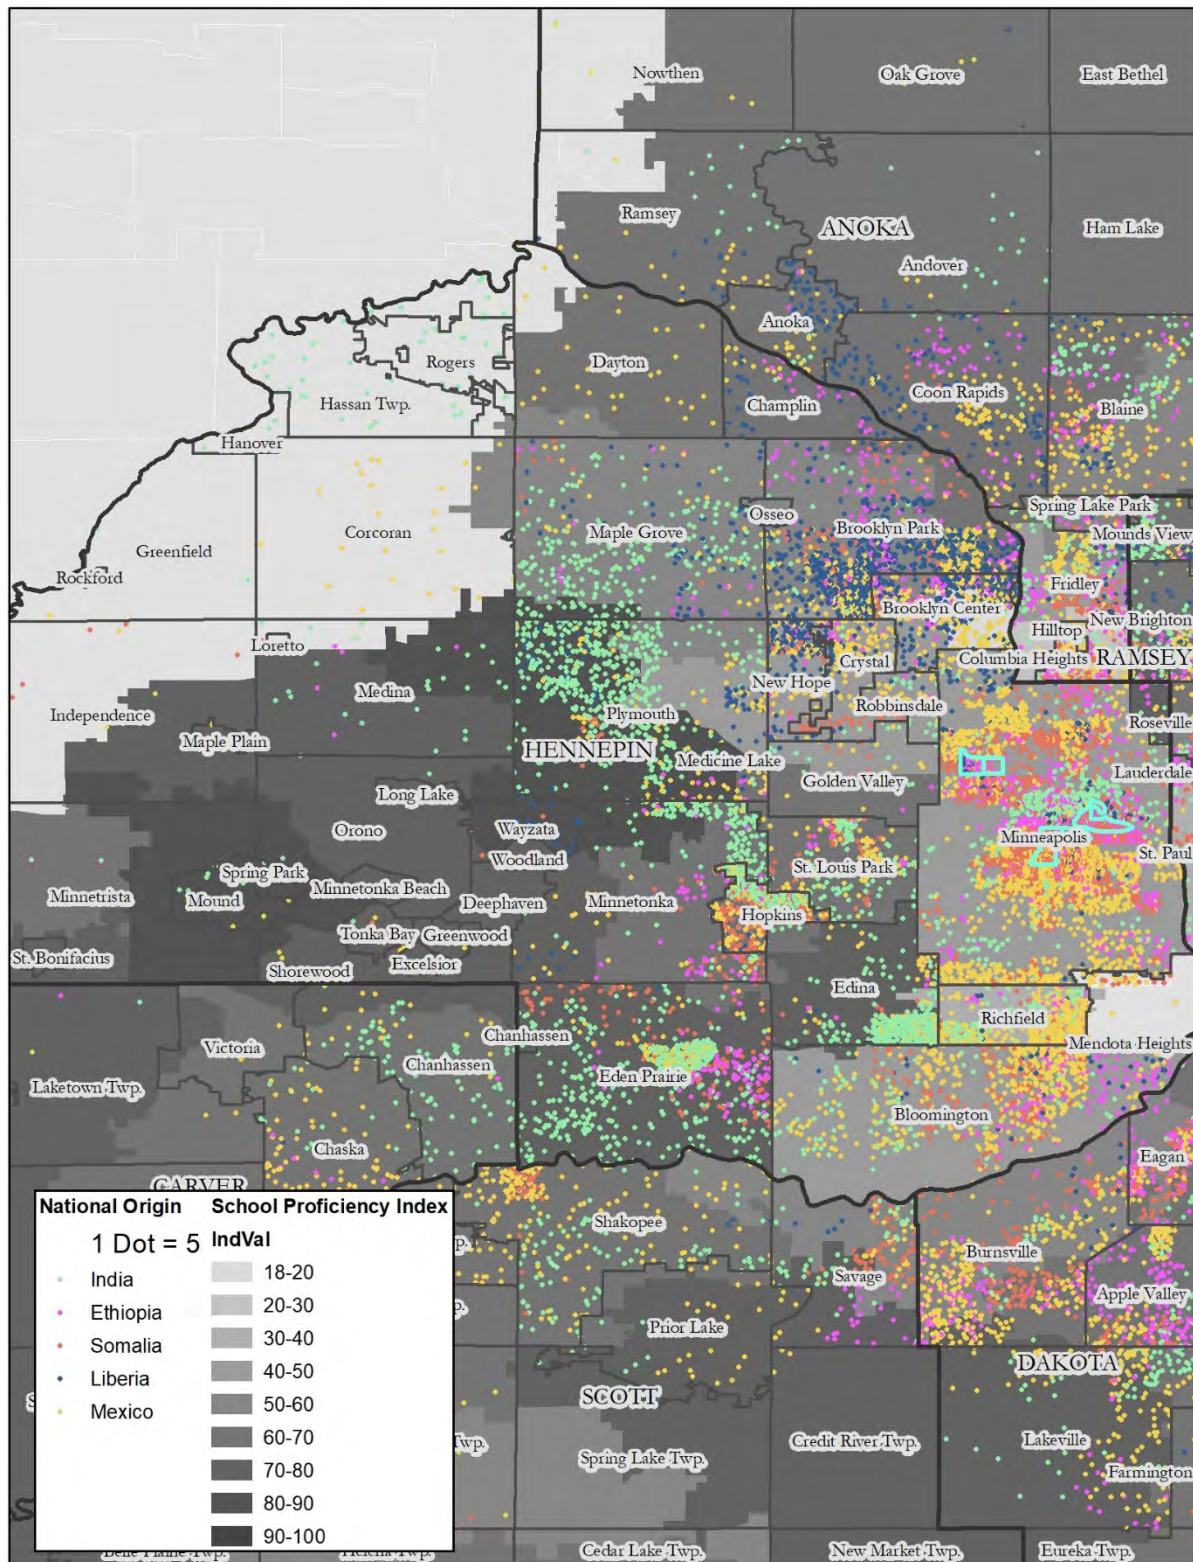 Nowthen
Oak Grove
East Bethel
Ramsey
ANOKA
Ham Lake
Andover
Anoka
Rogers
Dayton
Coon Rapids
Hassan Twp.
Champlin
Blaine
Hanover
Spring Lake Park
Osseo
Corcoran
Maple Grove
Brooklyn Park
Mounds View
Greenfield
Rockford
Fridley
Brooklyn Center
New Brighton
Hilltop
Loretto
Crystal
Columbia Heights
RAMSEY
Medina
New Hope
Robbinsdale
Independence
Plymouth
Roseville
Maple Plain
HENNEPIN
Medicine Lake
Lauderdale
Golden Valley
Long Lake
Orono
Wayzata
Minneapolis
Woodland
St. Paul
Spring Park
St. Louis Park
Minnetrista
Mound
Minnetonka Beach
Deephaven
Minnetonka
Hopkins
Tonka Bay
Greenwood
St. Bonifacius
Excelsior
Shorewood
Edina
Richfield
Victoria
Chanhassen
Mendota Heights
Chanhassen
Eden Prairie
Laketown Twp.
Bloomington
Chaska
Eagan
CARVER
Shakopee
Burnsville
Savage
Apple Valley
Prior Lake
DAKOTA
SCOTT
Lakeville
Credit River Twp.
Spring Lake Twp.
Farmington
Belle Plaine Twp.
Helena Twp.
Cedar Lake Twp.
New Market Twp.
Eureka Twp.
National Origin
1 Dot = 5
India
Ethiopia
Somalia
Liberia
Mexico
School Proficiency Index
IndVal
18-20
20-30
30-40
40-50
50-60
60-70
70-80
80-90
90-100